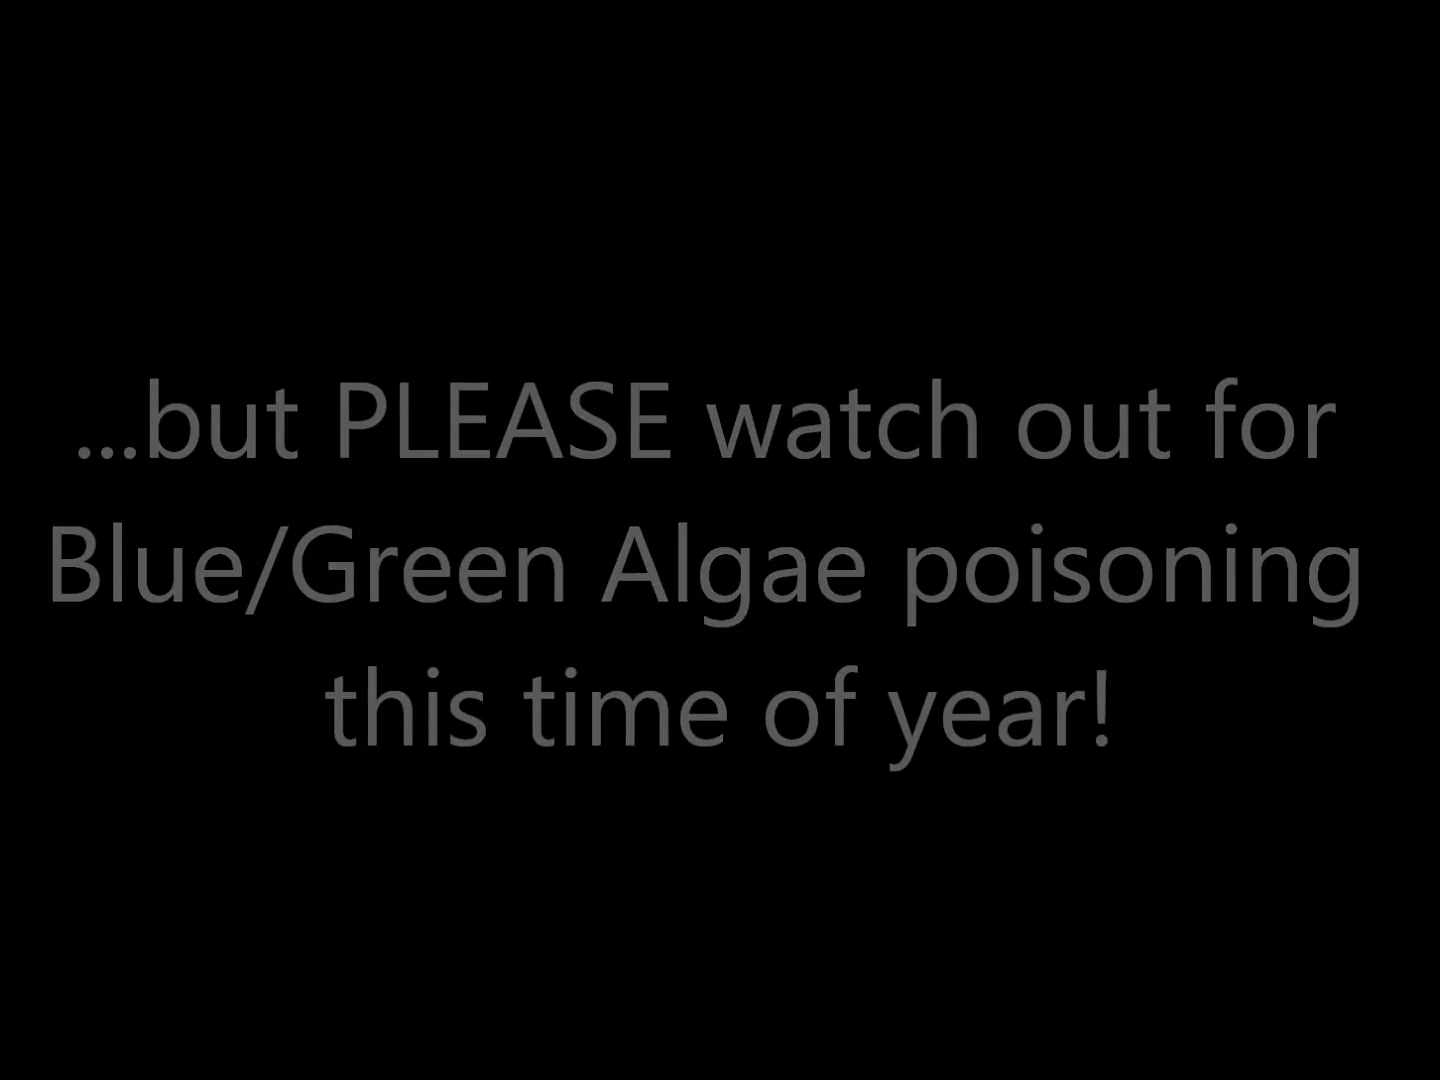 ...but PLEASE watch out for
Blue/Green Algae poisoning
this time of year!